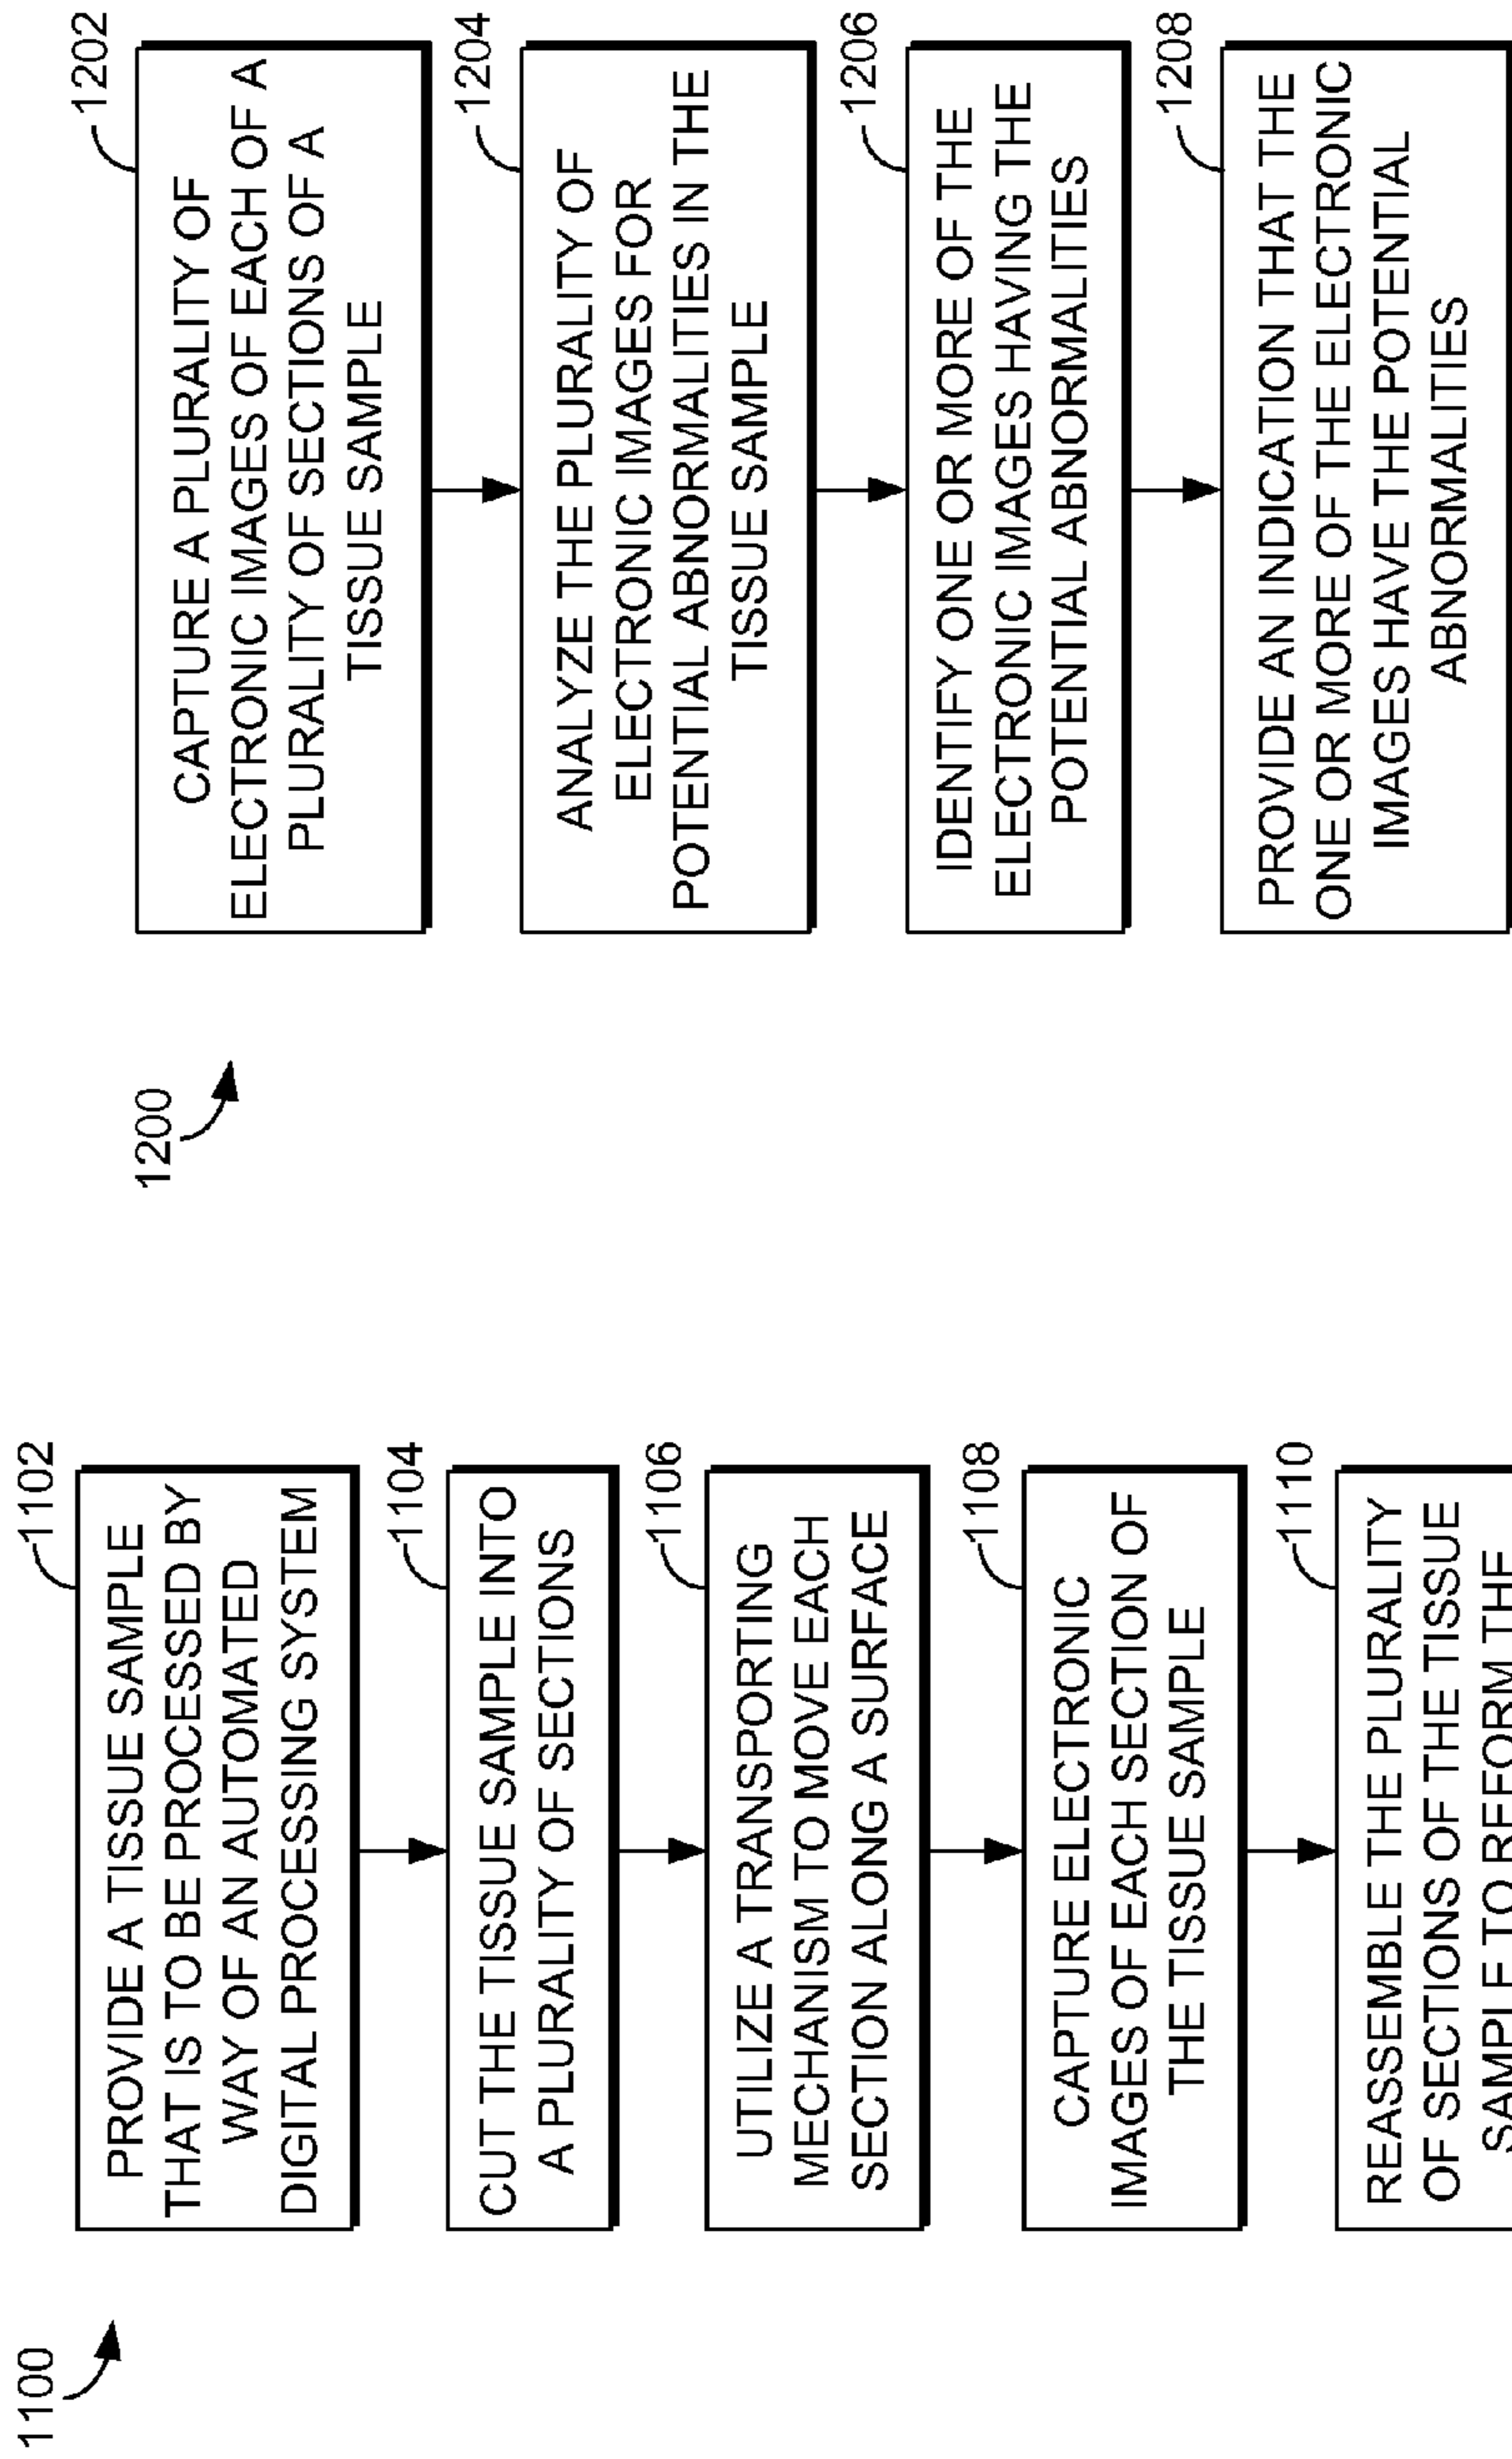 1100
1102
PROVIDE A TISSUE SAMPLE
THAT IS TO BE PROCESSED BY
WAY OF AN AUTOMATED
DIGITAL PROCESSING SYSTEM
1104
CUT THE TISSUE SAMPLE INTO
A PLURALITY OF SECTIONS
1106
UTILIZE A TRANSPORTING
MECHANISM TO MOVE EACH
SECTION ALONG A SURFACE
1108
CAPTURE ELECTRONIC
IMAGES OF EACH SECTION OF
THE TISSUE SAMPLE
1110
REASSEMBLE THE PLURALITY
OF SECTIONS OF THE TISSUE
SAMPLE TO REFORM THE
1200
1202
CAPTURE A PLURALITY OF
ELECTRONIC IMAGES OF EACH OF A
PLURALITY OF SECTIONS OF A
TISSUE SAMPLE
1204
ANALYZE THE PLURALITY OF
ELECTRONIC IMAGES FOR
POTENTIAL ABNORMALITIES IN THE
TISSUE SAMPLE
1206
IDENTIFY ONE OR MORE OF THE
ELECTRONIC IMAGES HAVING THE
POTENTIAL ABNORMALITIES
1208
PROVIDE AN INDICATION THAT THE
ONE OR MORE OF THE ELECTRONIC
IMAGES HAVE THE POTENTIAL
ABNORMALITIES